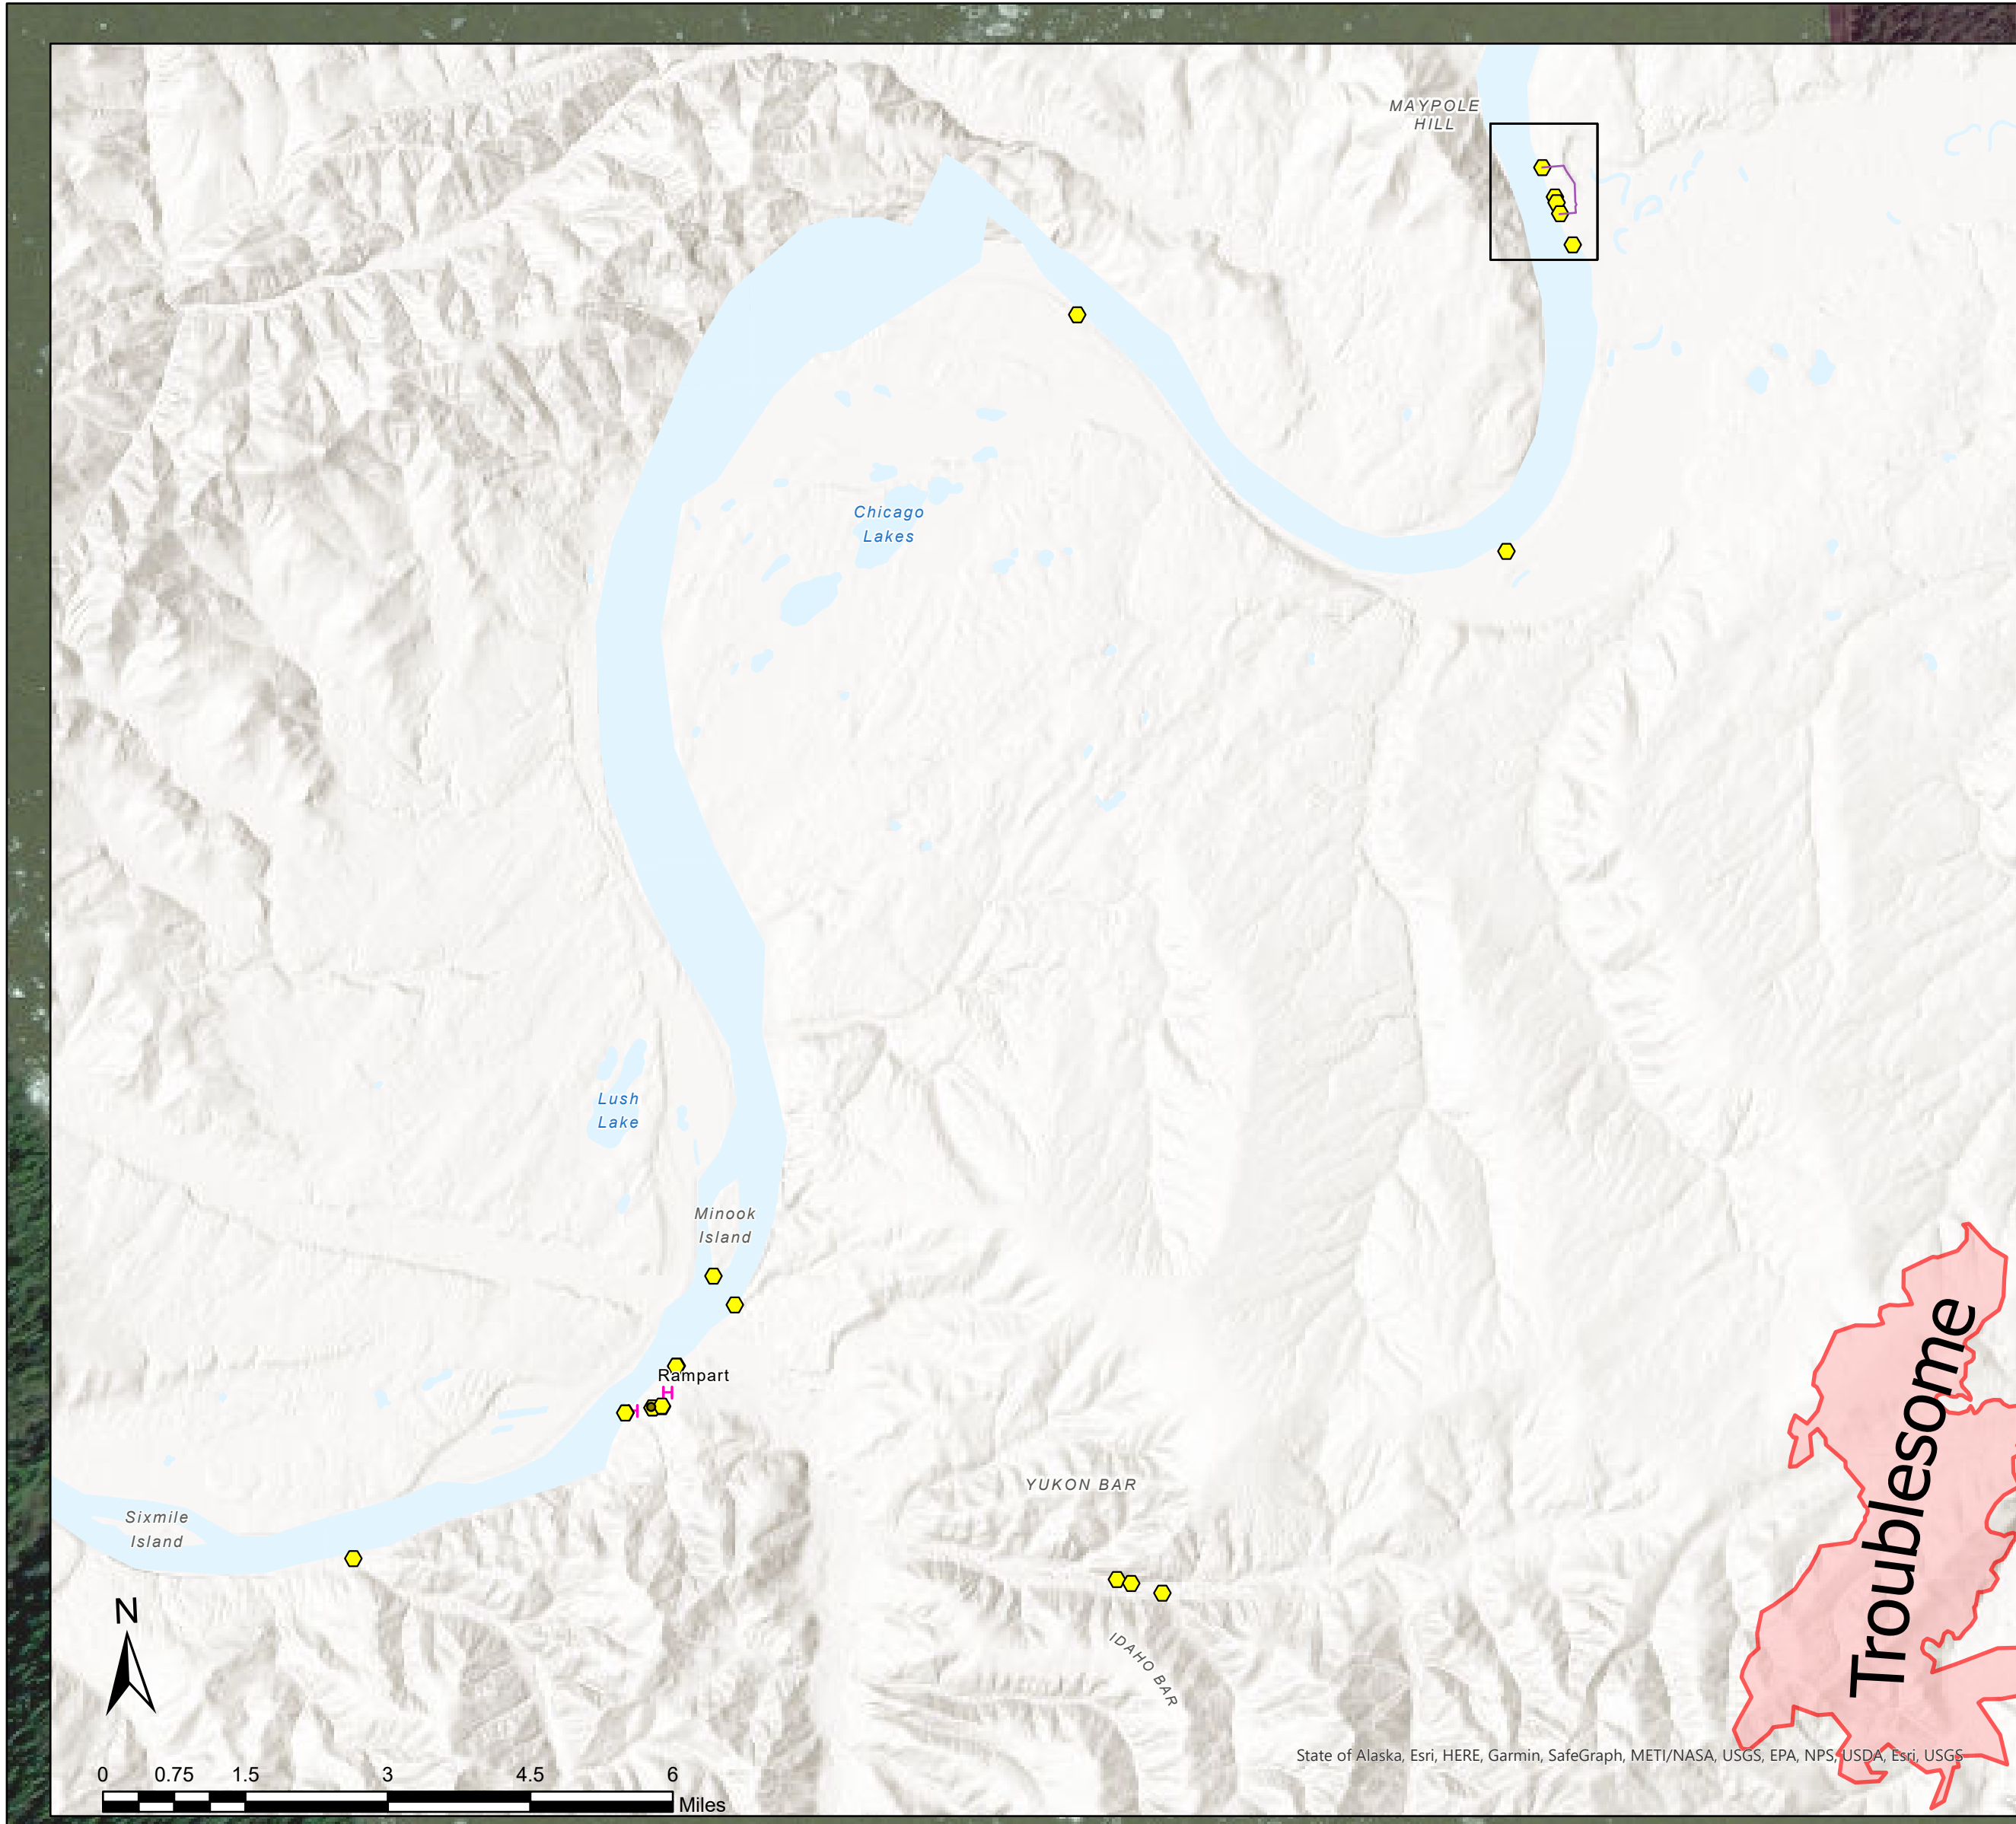 MAYPOLE
HILL
Chicago
Lakes
Lush
Lake
Minook
Island
Rampart
H
H
YUKON BAR
Sixmile
Island
IDAHO BAR
Troublesome
N
State of Alaska, Esri, HERE, Garmin, SafeGraph, METI/NASA, USGS, EPA, NPS, USDA, Esri, USGS
0 0.75 1.5 3 4.5 6
Miles